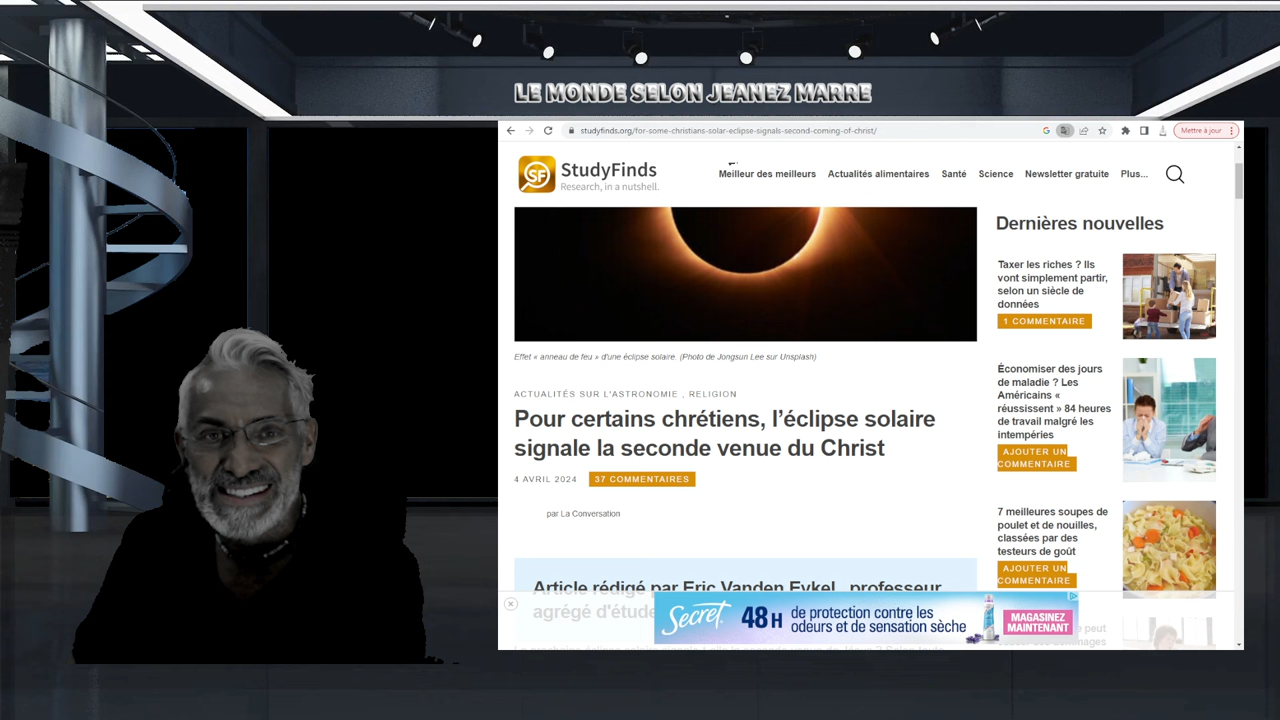 LE MONDE SELON JEANEZ MARRE
studyfinds.org/for-some-christians-solar-eclipse-signals-second-coming-of-christ/
Mettre à jour
SF StudyFinds
Research, in a nutshell.
Meilleur des meilleurs Actualités alimentaires Santé Science Newsletter gratuite Plus...
Effet « anneau de feu » d'une éclipse solaire. (Photo de Jongsun Lee sur Unsplash)
ACTUALITÉS SUR L'ASTRONOMIE , RELIGION
Pour certains chrétiens, l’éclipse solaire
signale la seconde venue du Christ
4 AVRIL 2024 37 COMMENTAIRES
par La Conversation
Article rédigé par Eric Vanden Eykel , professeur
agrégé d'étude
Dernières nouvelles
Taxer les riches ? Ils
vont simplement partir,
selon un siècle de
données
1 COMMENTAIRE
Économiser des jours
de maladie ? Les
Américains «
réussissent » 84 heures
de travail malgré les
intempéries
AJOUTER UN
COMMENTAIRE
7 meilleures soupes de
poulet et de nouilles,
classées par des
testeurs de goût
AJOUTER UN
COMMENTAIRE
peut
Secret 48H de protection contre les
odeurs et de sensation sèche
MAGASINEZ
MAINTENANT